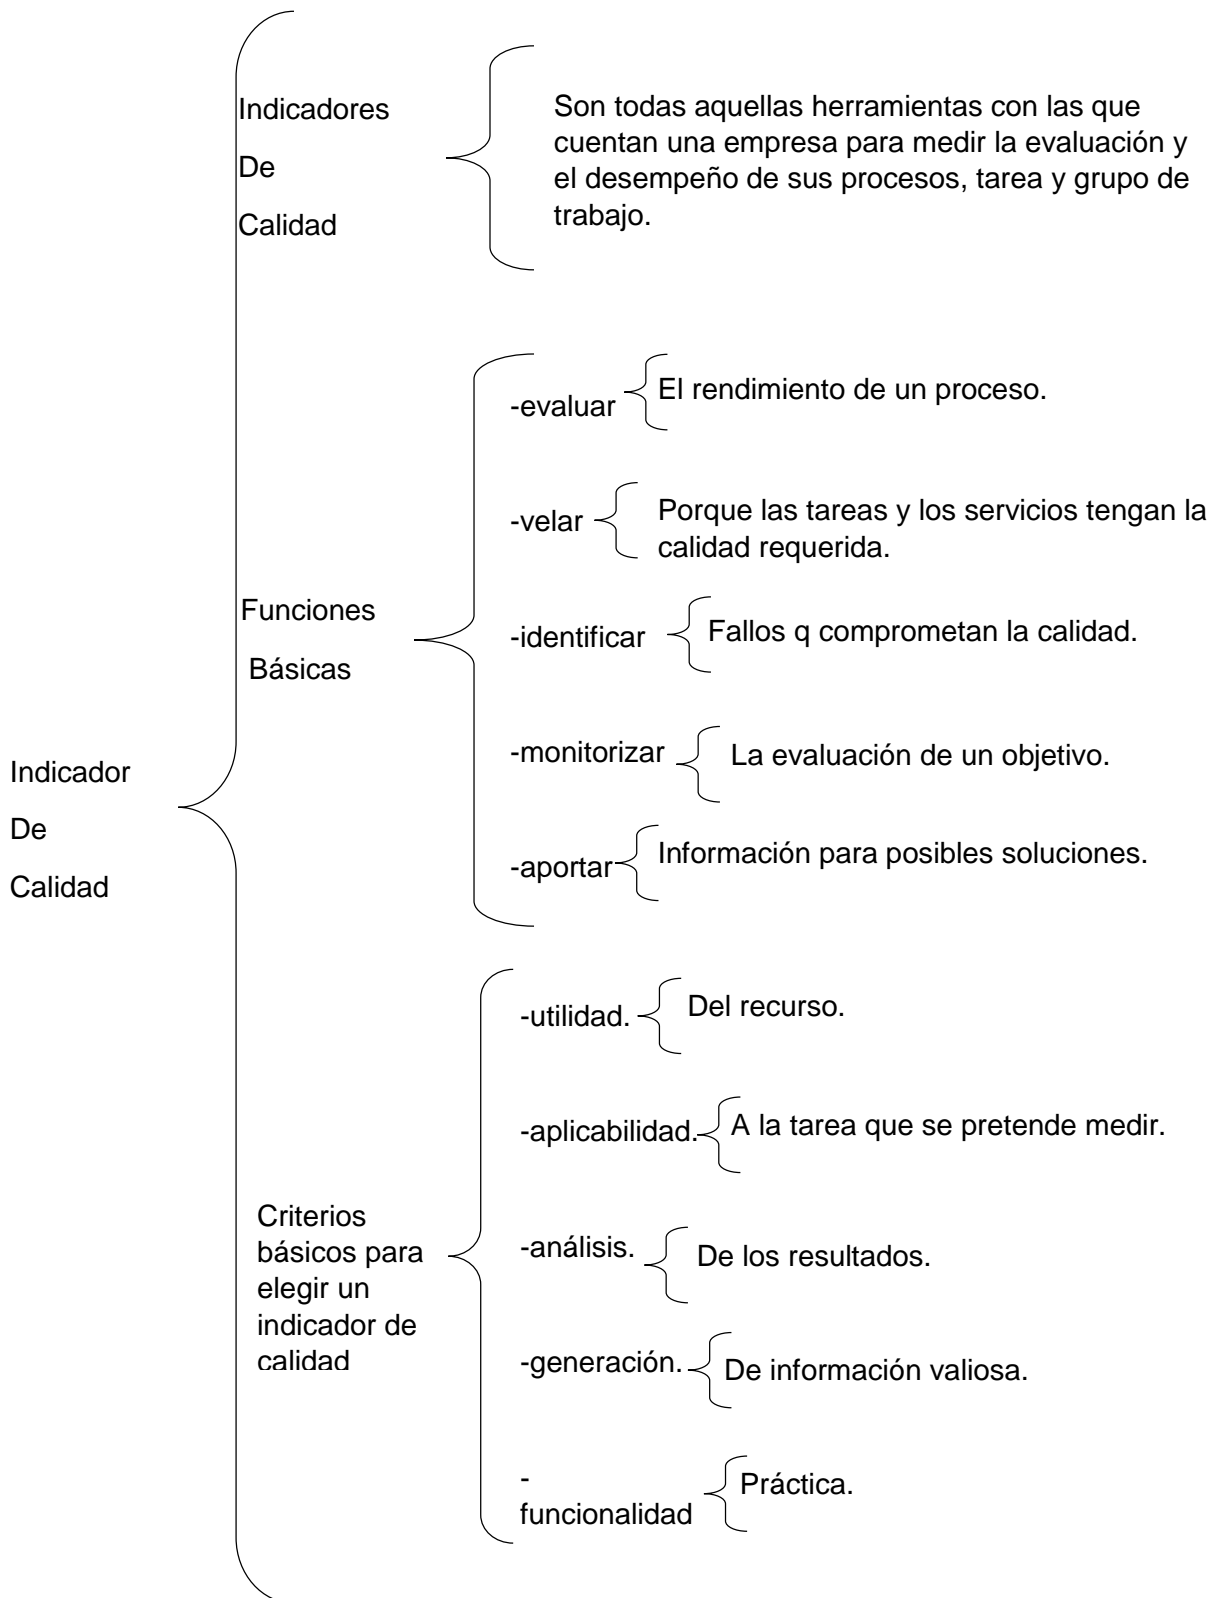 Indicador
De
Calidad
Indicadores
De
Calidad
Son todas aquellas herramientas con las que
cuentan una empresa para medir la evaluación y
el desempeño de sus procesos, tarea y grupo de
trabajo.
Funciones
Básicas
-evaluar
El rendimiento de un proceso.
-velar
Porque las tareas y los servicios tengan la
calidad requerida.
-identificar
Fallos q comprometan la calidad.
-monitorizar
La evaluación de un objetivo.
-aportar
Información para posibles soluciones.
Criterios
básicos para
elegir un
indicador de
calidad
-utilidad.
Del recurso.
-aplicabilidad.
A la tarea que se pretende medir.
-análisis.
De los resultados.
-generación.
De información valiosa.
-
funcionalidad
Práctica.